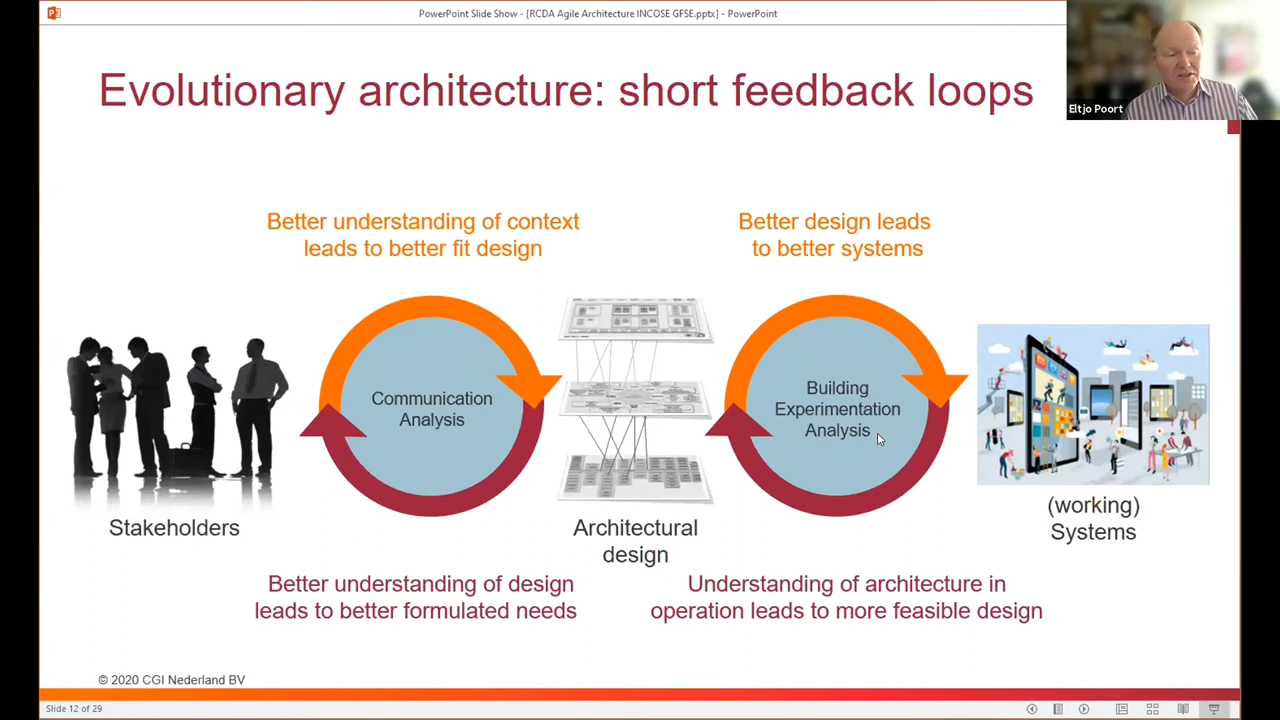 PowerPoint Slide Show - [RCDA Agile Architecture INCOSE GFSE.pptx] - PowerPoint
Evolutionary architecture: short feedback loops
Eltjo Poort
Better understanding of context
leads to better fit design
Better design leads
to better systems
Communication
Analysis
Building
Experimentation
Analysis
Stakeholders
Architectural
design
(working)
Systems
Better understanding of design
leads to better formulated needs
Understanding of architecture in
operation leads to more feasible design
© 2020 CGI Nederland BV
Slide 12 of 29